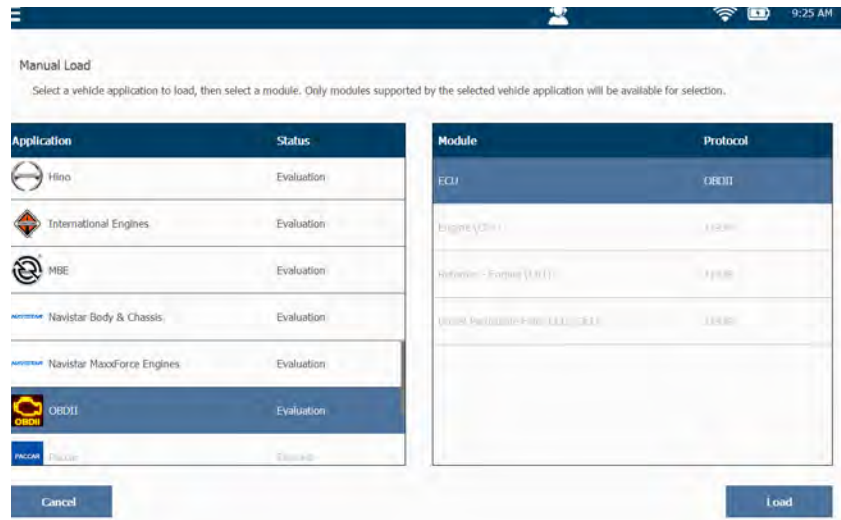 9:25 AM
Manual Load
Select a vehicle application to load, then select a module. Only modules supported by the selected vehicle application will be available for selection.
Application Status
Module Protocol
Hino Evaluation
ECU OBDII
International Engines Evaluation
MBE Evaluation
NAVISTAR Navistar Body & Chassis Evaluation
NAVISTAR Navistar MaxxForce Engines Evaluation
OBDII OBDII Evaluation
PACCAR Paccar
Cancel Load